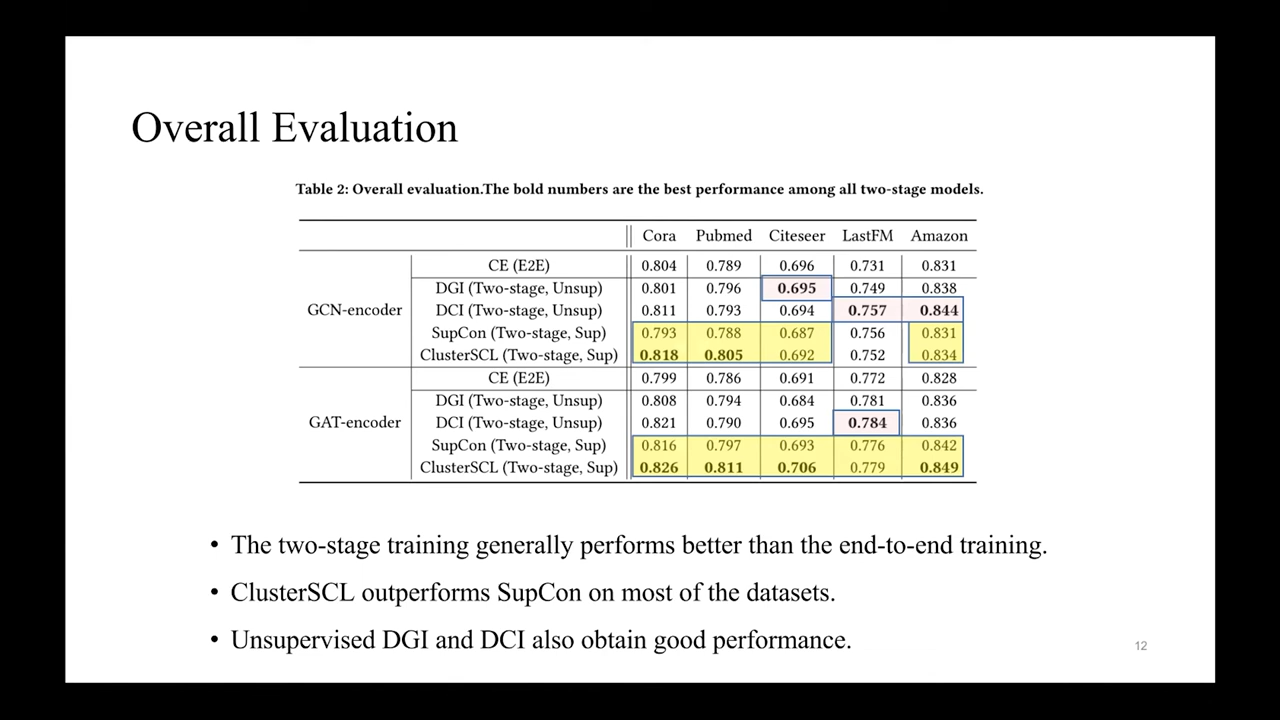 Overall Evaluation
Table 2: Overall evaluation.The bold numbers are the best performance among all two-stage models.
Cora Pubmed Citeseer LastFM Amazon
CE (E2E) 0.804 0.789 0.696 0.731 0.831
DGI (Two-stage, Unsup) 0.801 0.796 0.695 0.749 0.838
GCN-encoder DCI (Two-stage, Unsup) 0.811 0.793 0.694 0.757 0.844
SupCon (Two-stage, Sup) 0.793 0.788 0.687 0.756 0.831
ClusterSCL (Two-stage, Sup) 0.818 0.805 0.692 0.752 0.834
CE (E2E) 0.799 0.786 0.691 0.772 0.828
DGI (Two-stage, Unsup) 0.808 0.794 0.684 0.781 0.836
GAT-encoder DCI (Two-stage, Unsup) 0.821 0.790 0.695 0.784 0.836
SupCon (Two-stage, Sup) 0.816 0.797 0.693 0.776 0.842
ClusterSCL (Two-stage, Sup) 0.826 0.811 0.706 0.779 0.849
• The two-stage training generally performs better than the end-to-end training.
• ClusterSCL outperforms SupCon on most of the datasets.
• Unsupervised DGI and DCI also obtain good performance.
12